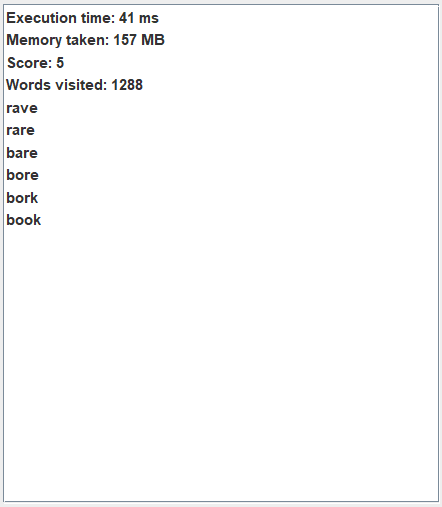 Execution time: 41 ms
Memory taken: 157 MB
Score: 5
Words visited: 1288
rave
rare
bare
bore
bork
book